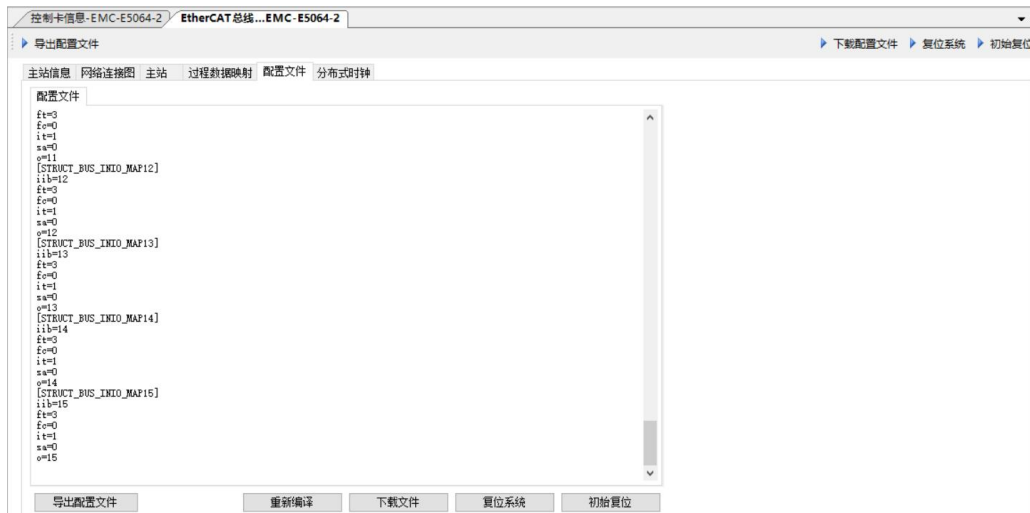 控制卡信息-EMC-E5064-2 EtherCAT总线...EMC-E5064-2
导出配置文件 下载配置文件 复位系统 初始复位
主站信息 网络连接图 主站 过程数据映射 配置文件 分布式时钟
配置文件
ft=3
fc=0
it=1
sa=0
o=11
[STRUCT_BUS_INIO_MAP12]
iib=12
ft=3
fc=0
it=1
sa=0
o=12
[STRUCT_BUS_INIO_MAP13]
iib=13
ft=3
fc=0
it=1
sa=0
o=13
[STRUCT_BUS_INIO_MAP14]
iib=14
ft=3
fc=0
it=1
sa=0
o=14
[STRUCT_BUS_INIO_MAP15]
iib=15
ft=3
fc=0
it=1
sa=0
o=15
导出配置文件 重新编译 下载文件 复位系统 初始复位